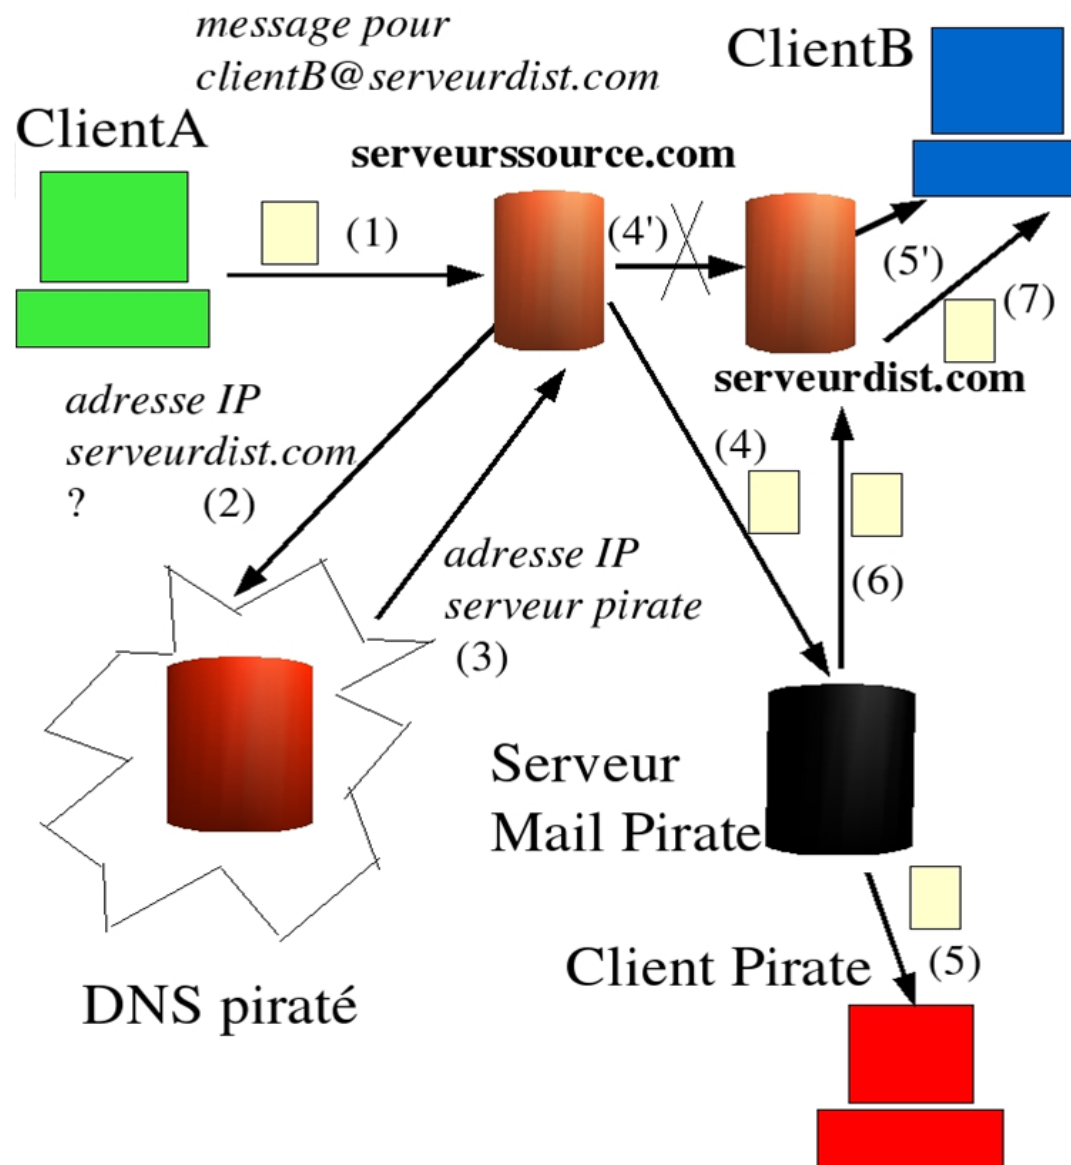 message pour
clientB@serveurdist.com
ClientB
ClientA
serveurssource.com
(1)
(4')
(5')
(7)
serveurdist.com
adresse IP
serveurdist.com
? (2)
(4)
adresse IP
serveur pirate
(3)
(6)
Serveur
Mail Pirate
Client Pirate
(5)
DNS piraté